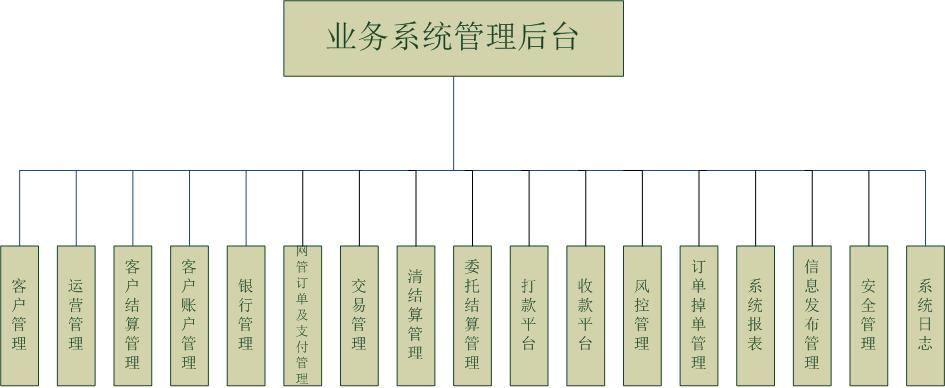 业务系统管理后台
客户管理
运营管理
客户结算管理
客户账户管理
银行管理
网管订单及支付管理
交易管理
清结算管理
委托结算管理
打款平台
收款平台
风控管理
订单掉单管理
系统报表
信息发布管理
安全管理
系统日志